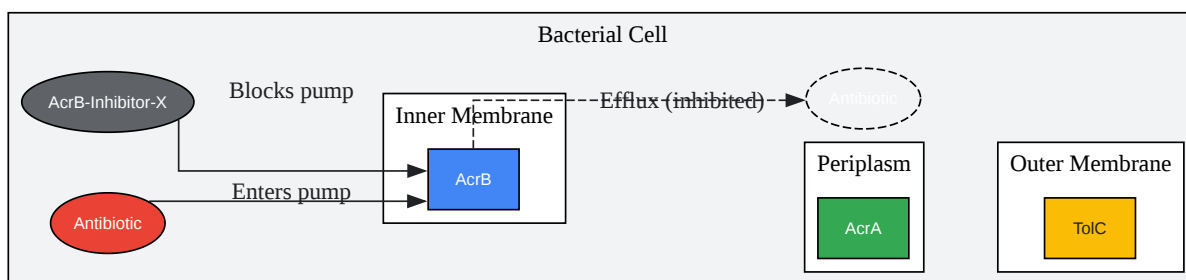 Bacterial Cell
AcrB-Inhibitor-X
Blocks pump
Efflux (inhibited)
Antibiotic
Inner Membrane
AcrB
Enters pump
Antibiotic
Periplasm
AcrA
Outer Membrane
TolC